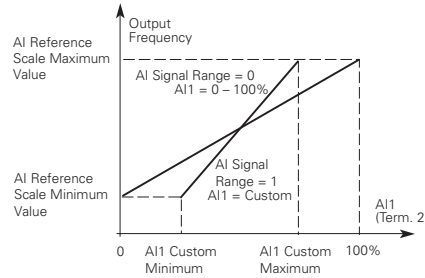 Output
Frequency
AI Reference
Scale Maximum
Value
AI Signal Range = 0
AI1 = 0 – 100%
AI Signal
Range = 1
AI1 = Custom
AI Reference
Scale Minimum
Value
AI1
(Term. 2
0
AI1 Custom
Minimum
AI1 Custom
Maximum
100%